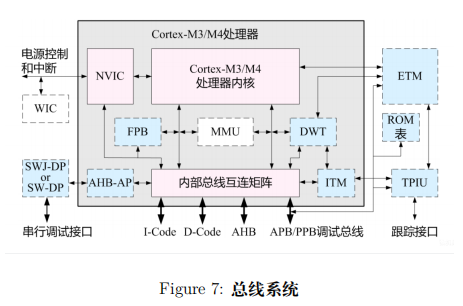 Cortex-M3/M4处理器
电源控制
和中断
NVIC
Cortex-M3/M4
处理器内核
ETM
WIC
FPB
MMU
DWT
ROM
表
SWJ-DP
or
SW-DP
AHB-AP
内部总线互连矩阵
ITM
TPIU
串行调试接口
I-Code
D-Code
AHB
APB/PPB调试总线
跟踪接口
Figure 7: 总线系统